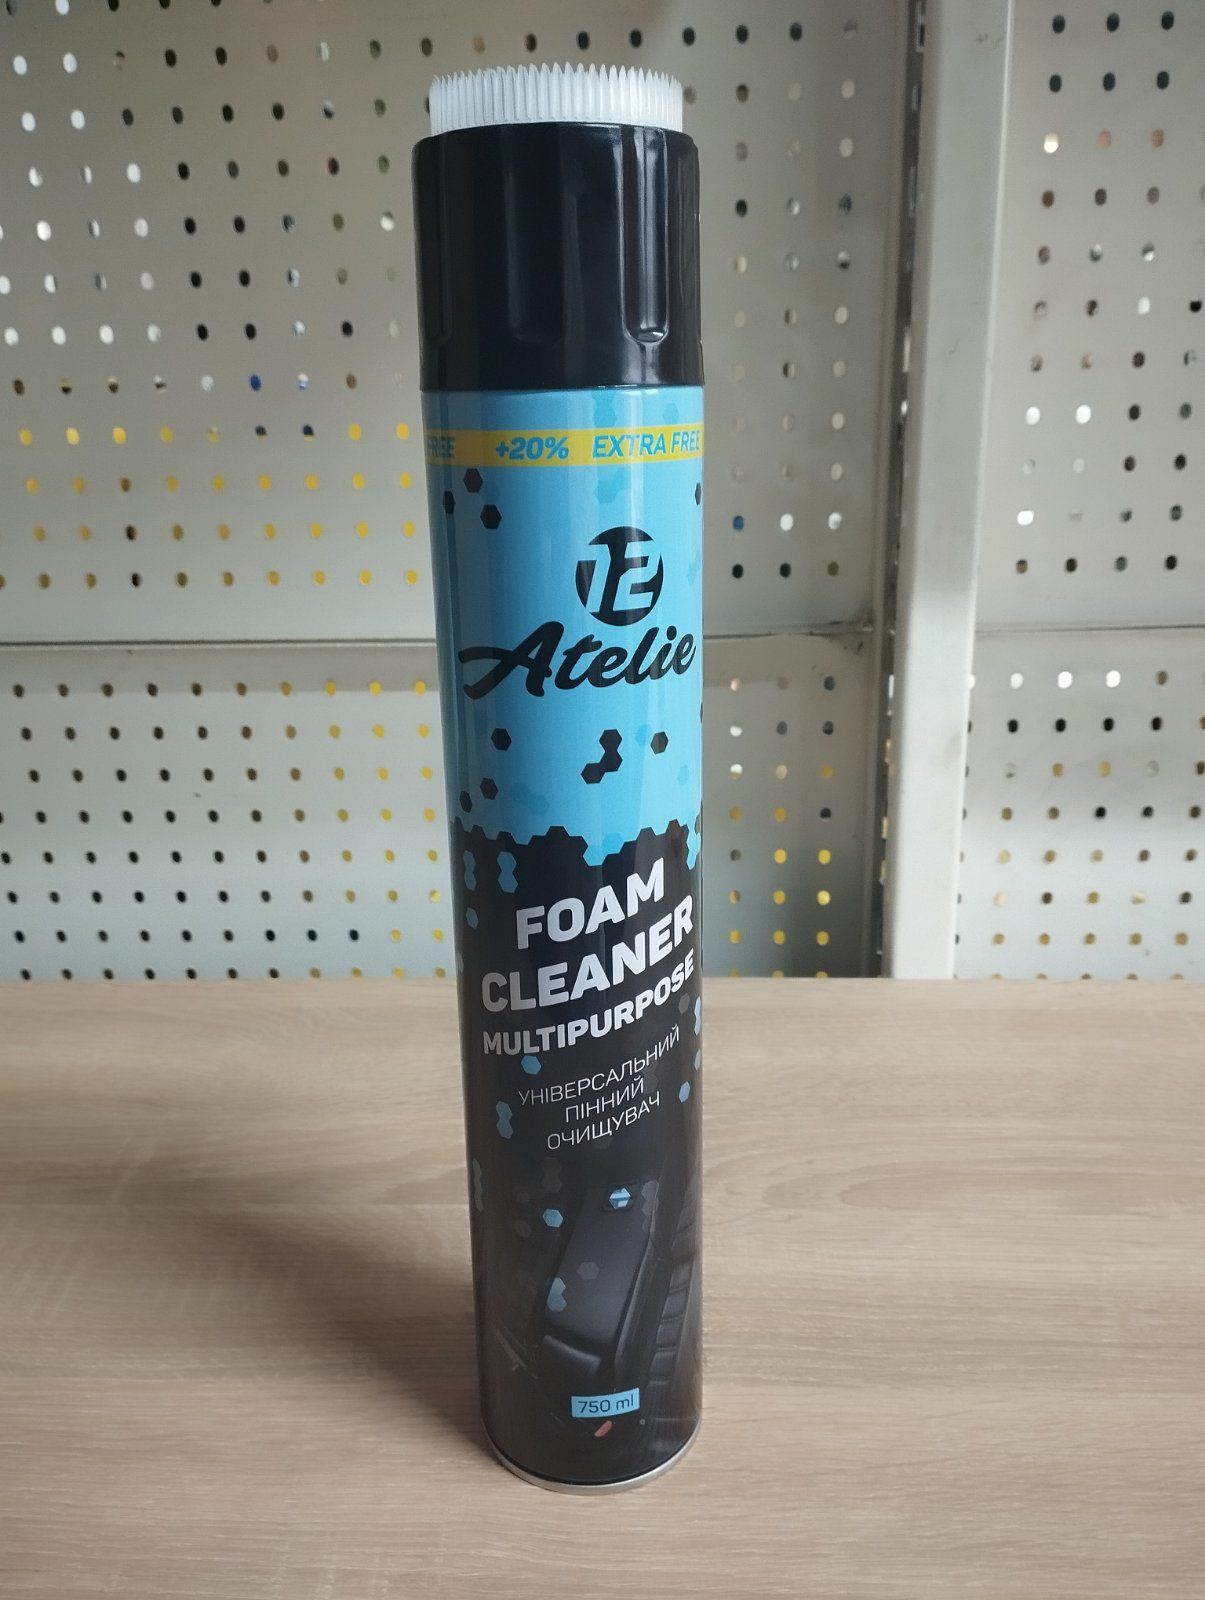 FREE +20% EXTRA FREE
12
Atelie
FOAM
CLEANER
MULTIPURPOSE
УНІВЕРСАЛЬНИЙ
ПІННИЙ
ОЧИЩУВАЧ
750 ml